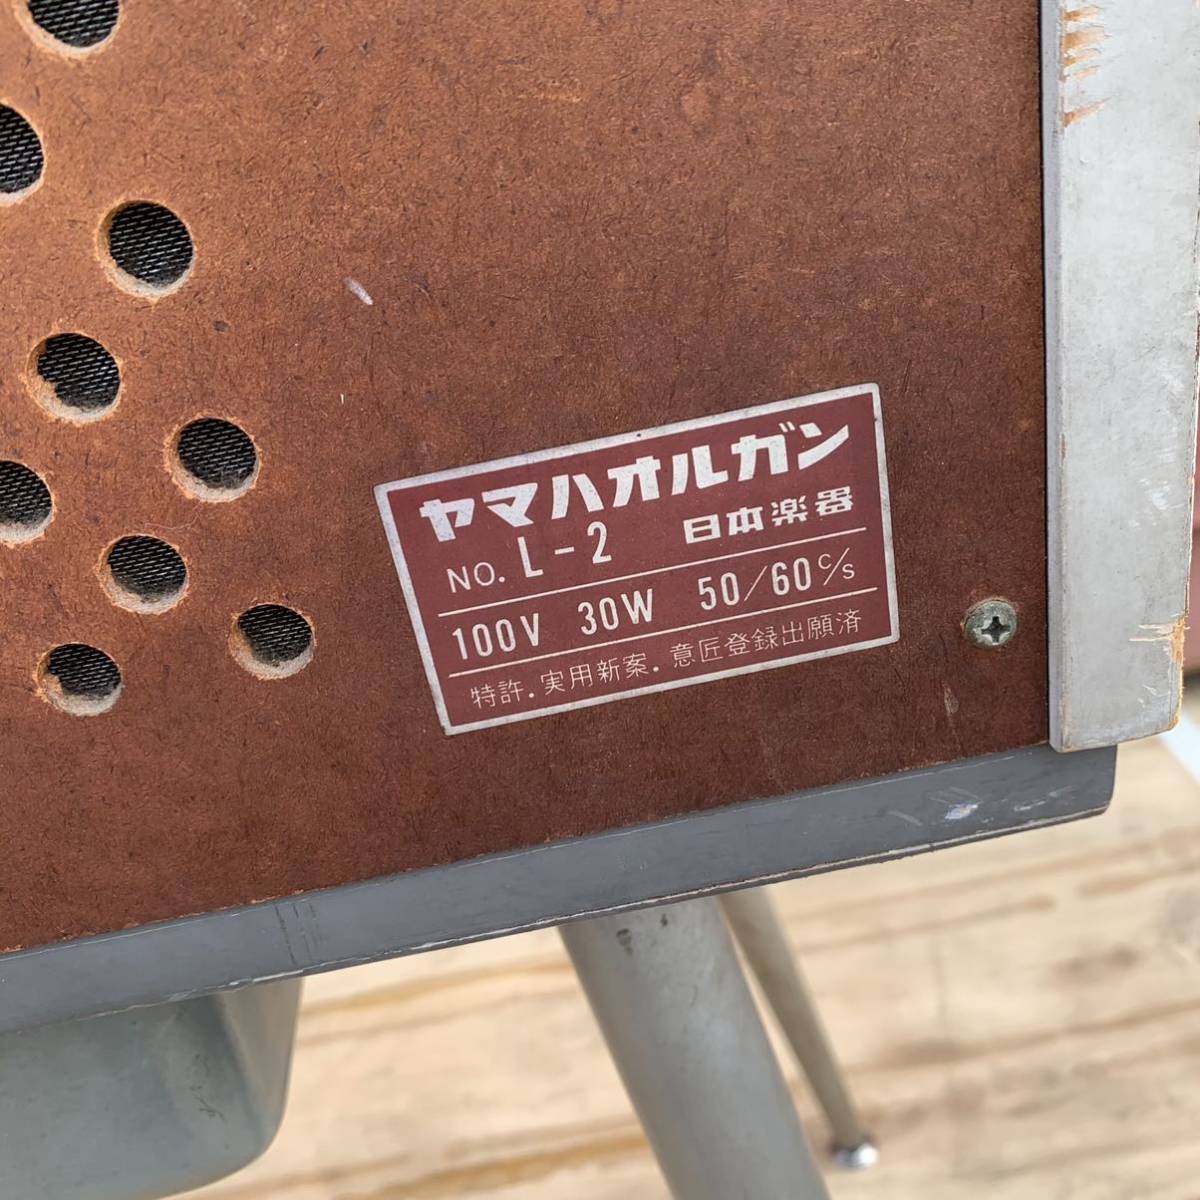 ヤマハオルガン
NO. L-2 日本楽器
100V 30W 50/60 c/s
特許.実用新案.意匠登録出願済